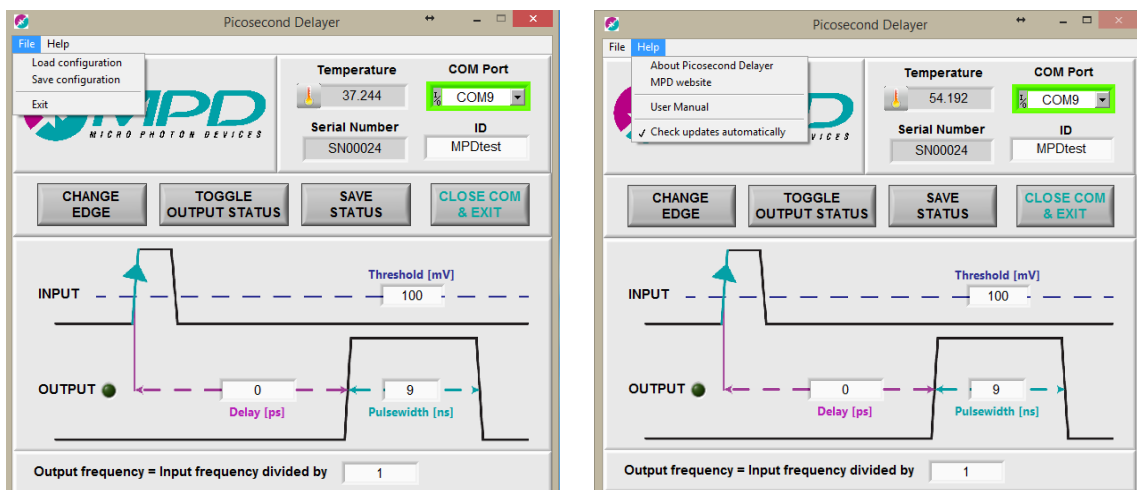 Picosecond Delayer
File Help
Load configuration
Save configuration
Exit
MPD
MICRO PHOTON DEVICES
Temperature
37.244
COM Port
I/O COM9
Serial Number
SN00024
ID
MPDtest
CHANGE EDGE
TOGGLE OUTPUT STATUS
SAVE STATUS
CLOSE COM & EXIT
Threshold [mV]
INPUT
100
OUTPUT
0
9
Delay [ps]
Pulsewidth [ns]
Output frequency = Input frequency divided by 1
Picosecond Delayer
File Help
About Picosecond Delayer
MPD website
User Manual
✓ Check updates automatically
D
VICES
Temperature
54.192
COM Port
I/O COM9
Serial Number
SN00024
ID
MPDtest
CHANGE EDGE
TOGGLE OUTPUT STATUS
SAVE STATUS
CLOSE COM & EXIT
Threshold [mV]
INPUT
100
OUTPUT
0
9
Delay [ps]
Pulsewidth [ns]
Output frequency = Input frequency divided by 1